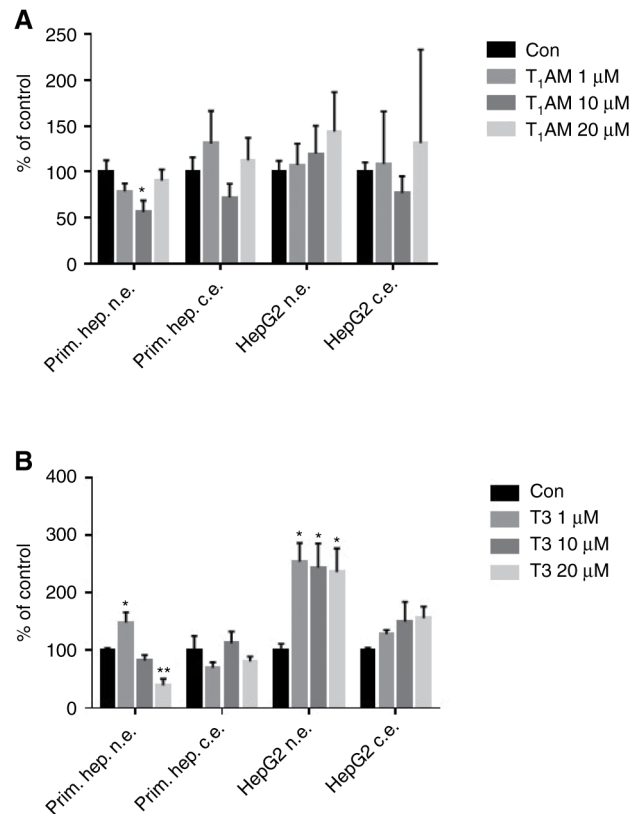 A
250
200
150
100
50
0
% of control
*
Con
T₁AM 1 µM
T₁AM 10 µM
T₁AM 20 µM
Prim. hep. n.e.
Prim. hep. c.e.
HepG2 n.e.
HepG2 c.e.
B
400
300
200
100
0
% of control
*
**
* * *
Con
T3 1 µM
T3 10 µM
T3 20 µM
Prim. hep. n.e.
Prim. hep. c.e.
HepG2 n.e.
HepG2 c.e.